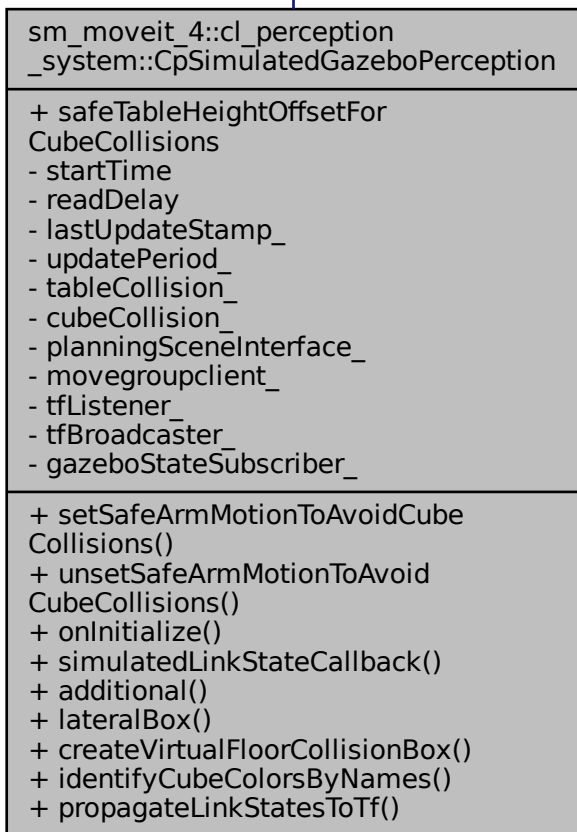 sm_moveit_4::cl_perception
_system::CpSimulatedGazeboPerception
+ safeTableHeightOffsetFor
CubeCollisions
- startTime
- readDelay
- lastUpdateStamp_
- updatePeriod_
- tableCollision_
- cubeCollision_
- planningSceneInterface_
- movegroupclient_
- tfListener_
- tfBroadcaster_
- gazeboStateSubscriber_
+ setSafeArmMotionToAvoidCube
Collisions()
+ unsetSafeArmMotionToAvoid
CubeCollisions()
+ onInitialize()
+ simulatedLinkStateCallback()
+ additional()
+ lateralBox()
+ createVirtualFloorCollisionBox()
+ identifyCubeColorsByNames()
+ propagateLinkStatesToTf()